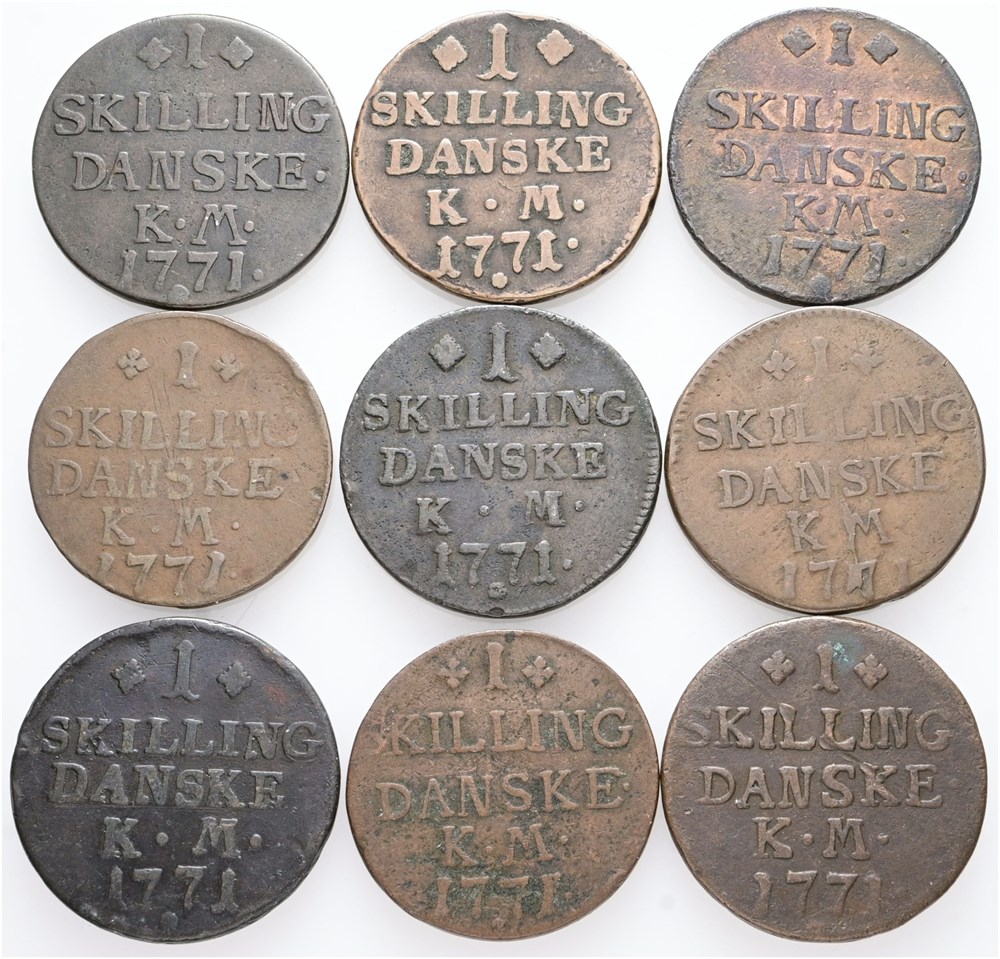 1
SKILLING
DANSKE·
K·M·
1771·
1
SKILLING
DANSKE
K·M·
1771·
1
SKILLING
DANSKE·
K·M·
1771·
1
SKILLING
DANSKE
K·M·
1771·
1
SKILLING
DANSKE
K·M·
1771·
1
SKILLING
DANSKE
K M
1771
1
SKILLING
DANSKE
K·M·
1771
1
SKILLING
DANSKE·
K·M·
1771
1
SKILLING
DANSKE
K·M·
1771